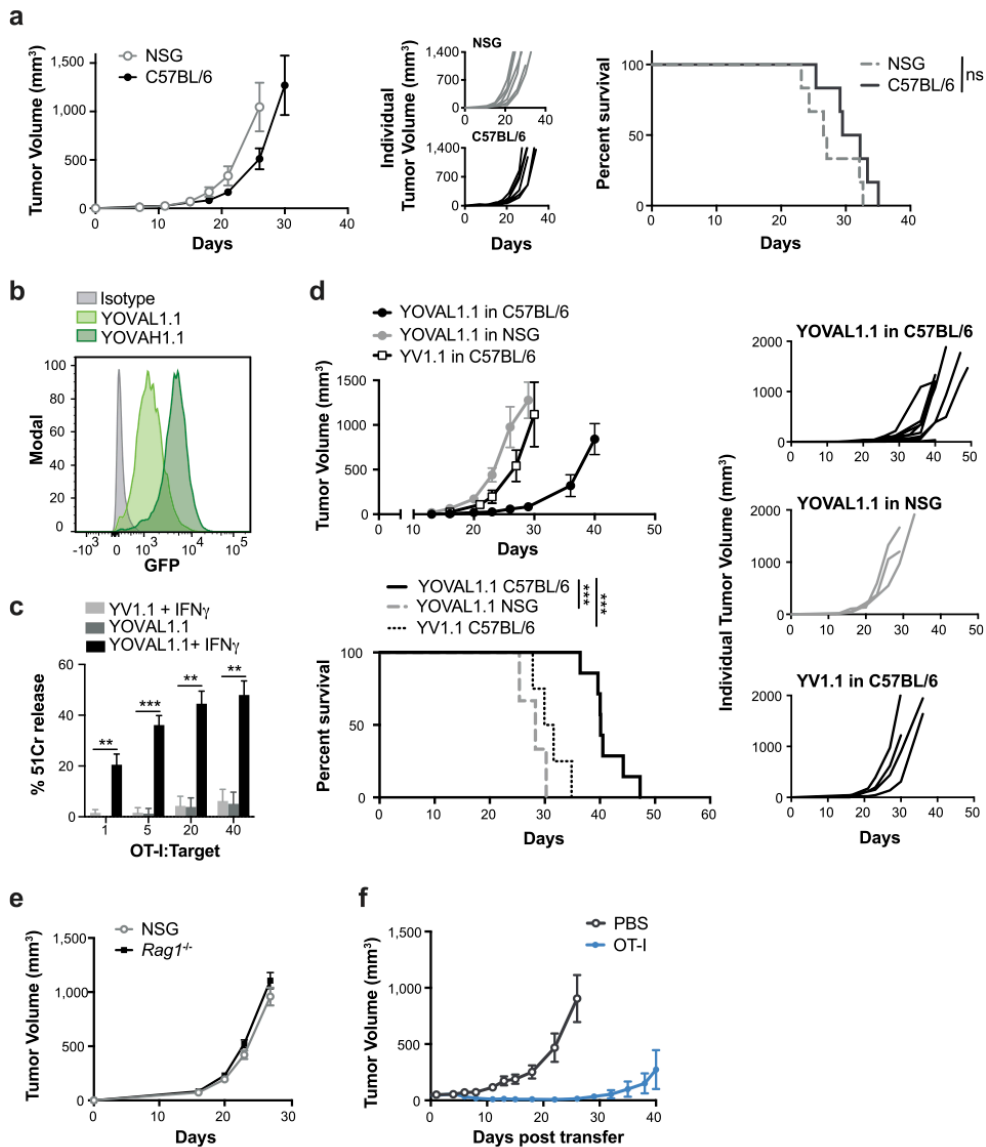 a
NSG
C57BL/6
Tumor Volume (mm³)
1,500
1,000
500
0
0 10 20 30 40
Days
Individual
Tumor Volume (mm³)
NSG
1,400
700
0
0 20 40
C57BL/6
1,400
700
0
0 20 40
Days
Percent survival
100
50
0
0 10 20 30 40
Days
NSG
C57BL/6
ns
b
Isotype
YOVAL1.1
YOVAH1.1
Modal
100
80
60
40
20
0
-10³ 0 10³ 10⁴ 10⁵
GFP
c
YV1.1 + IFNγ
YOVAL1.1
YOVAL1.1+ IFNγ
% 51Cr release
60
40
20
0
** *** ** **
1 5 20 40
OT-I:Target
d
YOVAL1.1 in C57BL/6
YOVAL1.1 in NSG
YV1.1 in C57BL/6
Tumor Volume (mm³)
1500
1000
500
0
0 10 20 30 40 50
Days
YOVAL1.1 C57BL/6
YOVAL1.1 NSG
YV1.1 C57BL/6
***
***
Percent survival
100
50
0
0 10 20 30 40 50 60
Days
Individual Tumor Volume (mm³)
YOVAL1.1 in C57BL/6
2000
1000
0
0 10 20 30 40 50
YOVAL1.1 in NSG
2000
1000
0
0 10 20 30 40 50
YV1.1 in C57BL/6
2000
1000
0
0 10 20 30 40 50
Days
e
NSG
Rag1⁻/⁻
Tumor Volume (mm³)
1,500
1,000
500
0
0 10 20 30
Days
f
PBS
OT-I
Tumor Volume (mm³)
1,500
1,000
500
0
0 10 20 30 40
Days post transfer